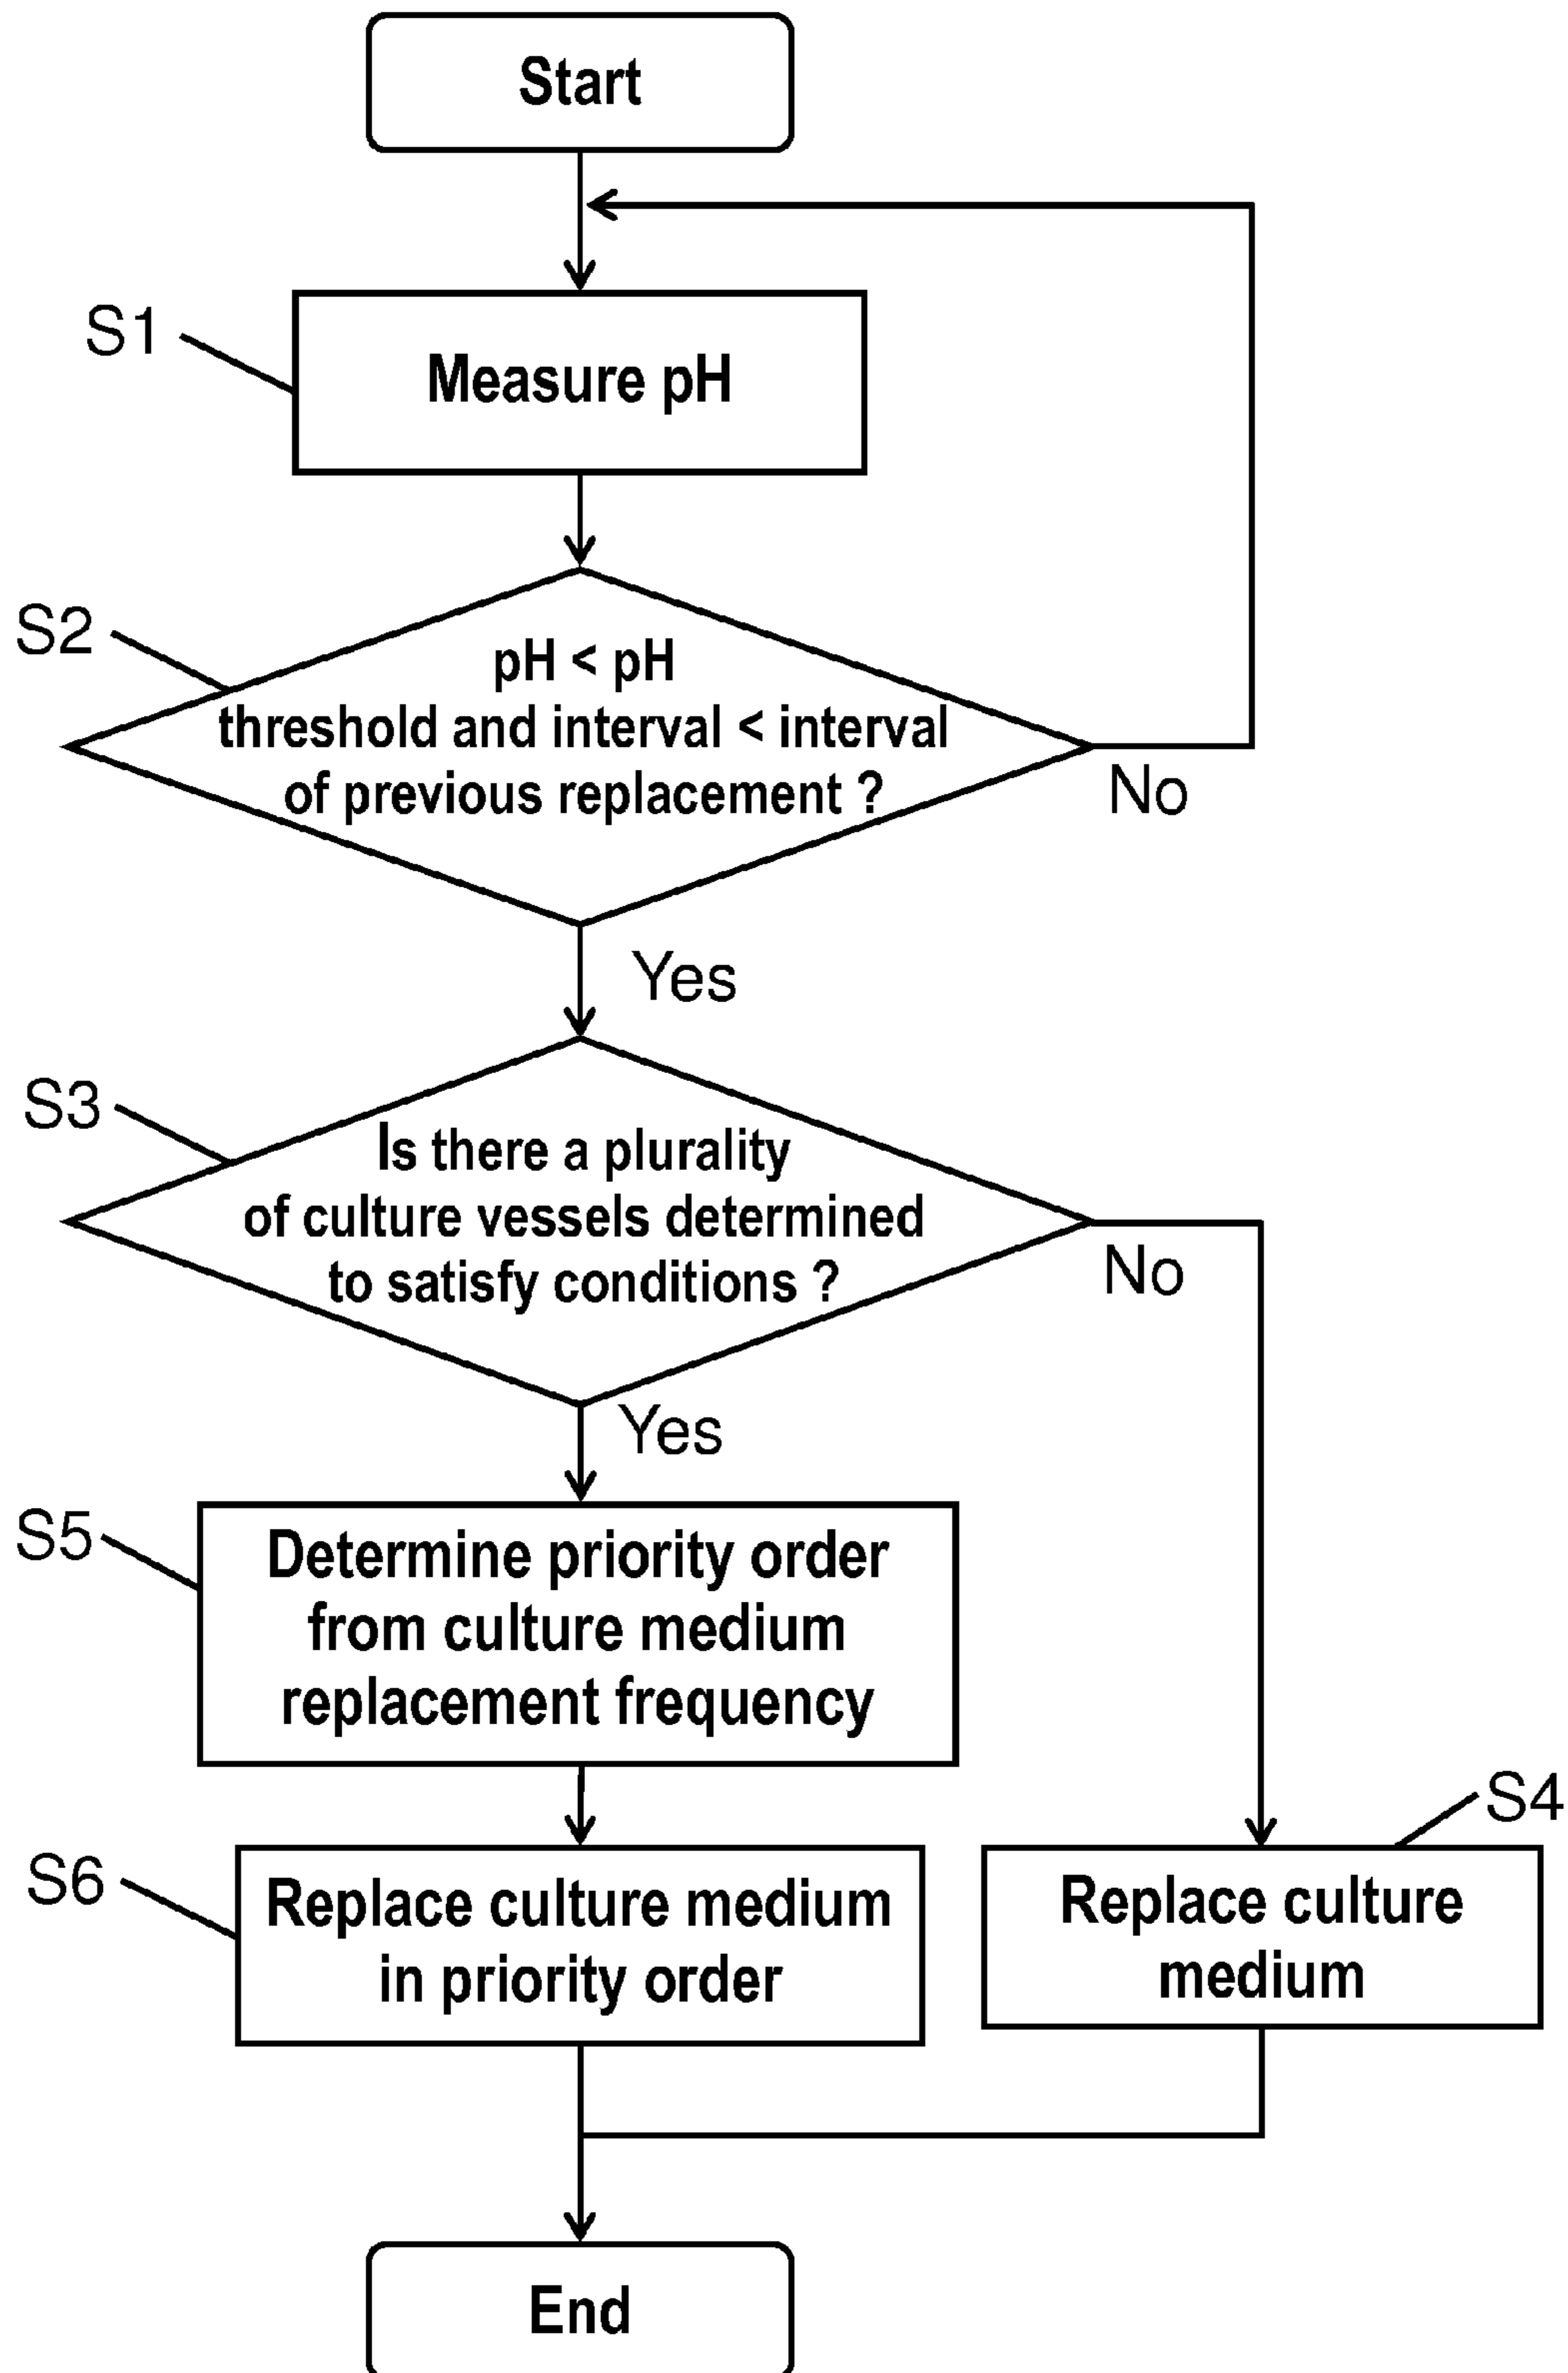 Start
S1
Measure pH
S2
pH < pH
threshold and interval < interval
of previous replacement ?
No
Yes
S3
Is there a plurality
of culture vessels determined
to satisfy conditions ?
No
Yes
S5
Determine priority order
from culture medium
replacement frequency
S4
S6
Replace culture medium
in priority order
Replace culture
medium
End